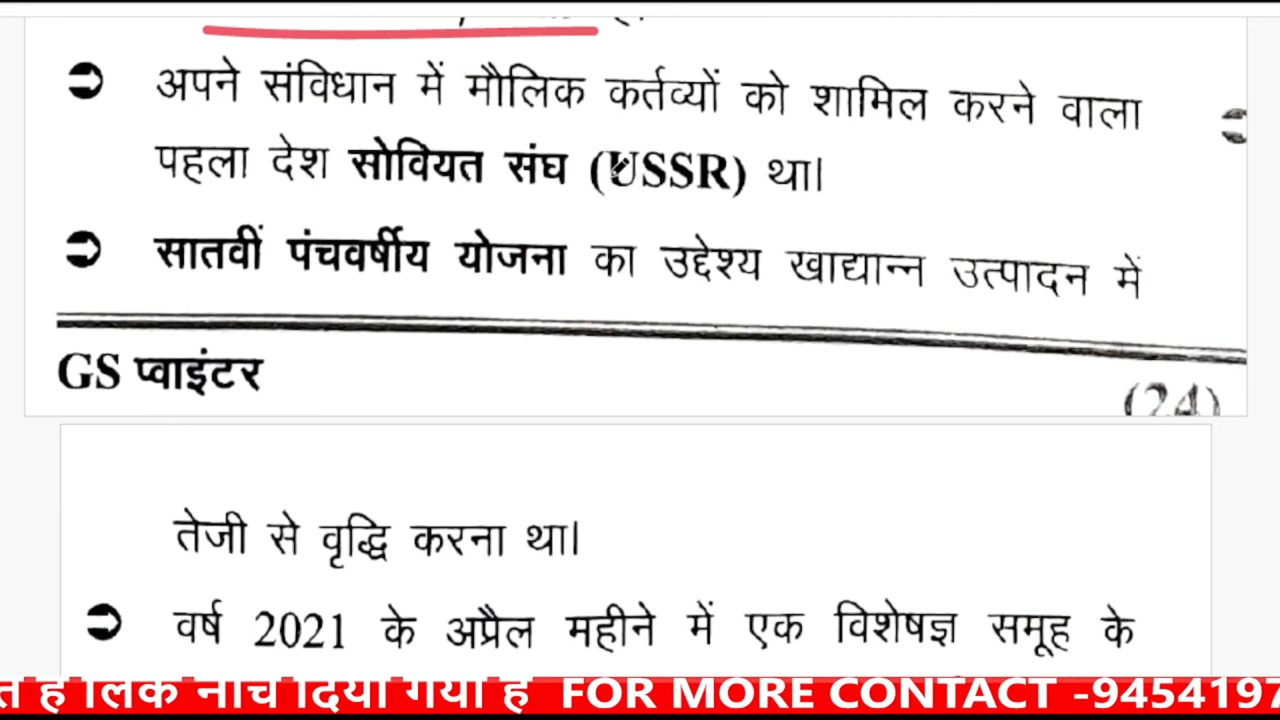 अपने संविधान में मौलिक कर्तव्यों को शामिल करने वाला
पहला देश सोवियत संघ (USSR) था।
सातवीं पंचवर्षीय योजना का उद्देश्य खाद्यान्न उत्पादन में
GS प्वाइंटर
(24)
तेजी से वृद्धि करना था।
वर्ष 2021 के अप्रैल महीने में एक विशेषज्ञ समूह के
त ह लिंक नीचे दिया गया है FOR MORE CONTACT -9454197